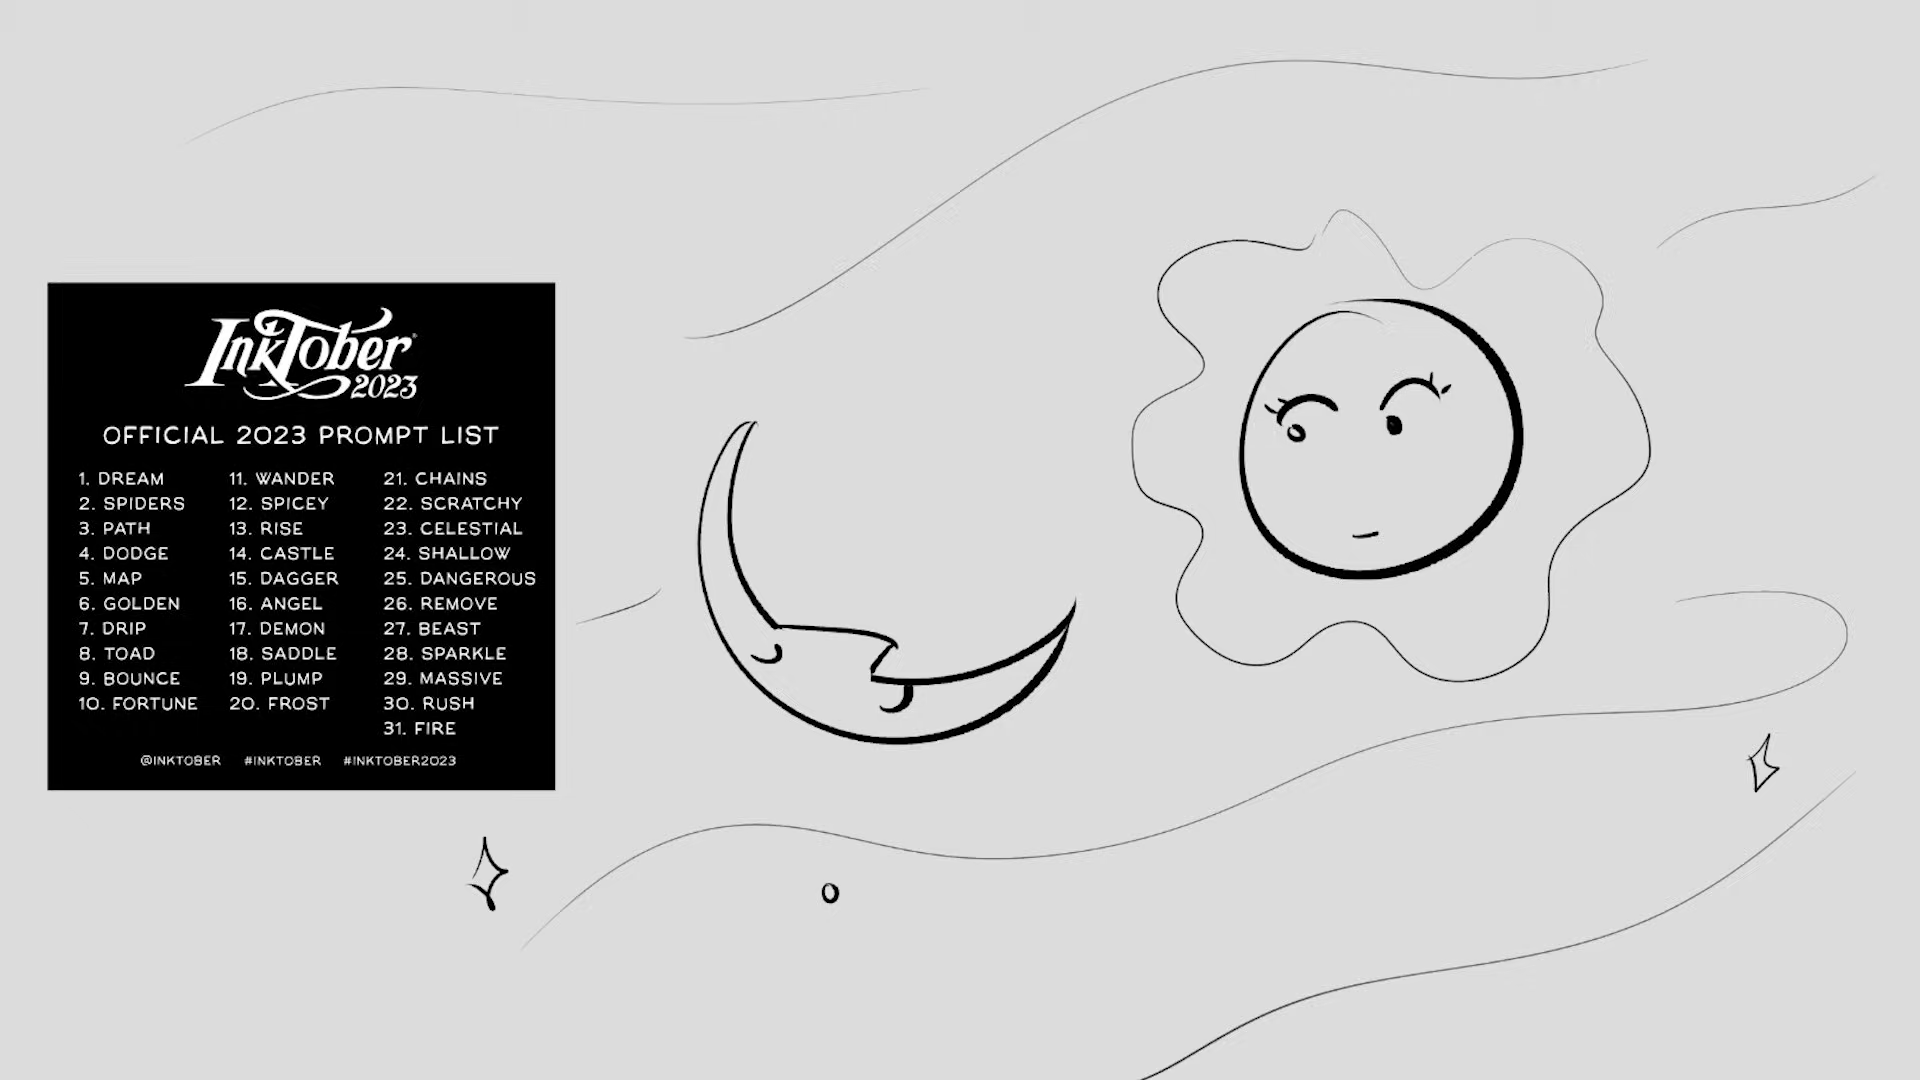 InkTober
2023
OFFICIAL 2023 PROMPT LIST
1. DREAM
2. SPIDERS
3. PATH
4. DODGE
5. MAP
6. GOLDEN
7. DRIP
8. TOAD
9. BOUNCE
10. FORTUNE
11. WANDER
12. SPICEY
13. RISE
14. CASTLE
15. DAGGER
16. ANGEL
17. DEMON
18. SADDLE
19. PLUMP
20. FROST
21. CHAINS
22. SCRATCHY
23. CELESTIAL
24. SHALLOW
25. DANGEROUS
26. REMOVE
27. BEAST
28. SPARKLE
29. MASSIVE
30. RUSH
31. FIRE
@INKTOBER #INKTOBER #INKTOBER2023